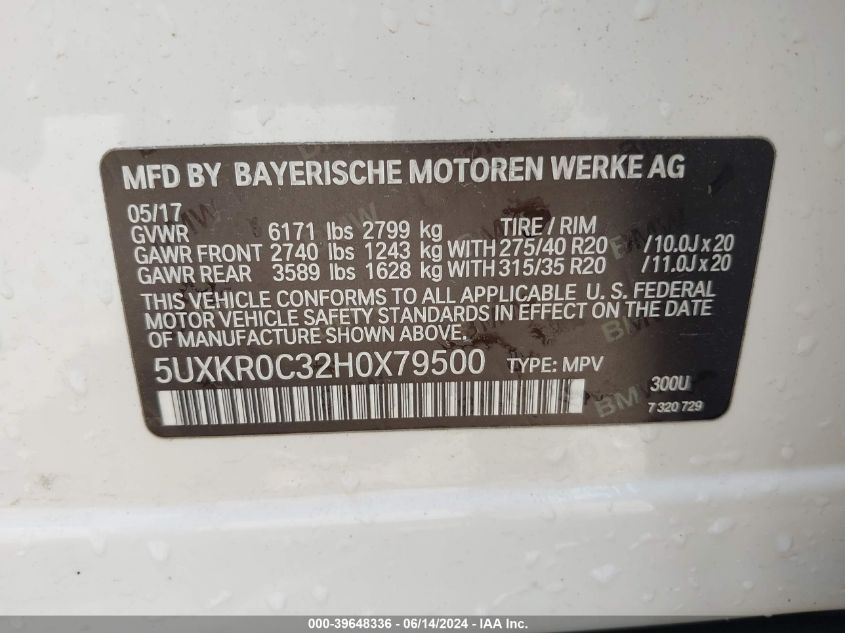 MFD BY BAYERISCHE MOTOREN WERKE AG
05/17
GVWR 6171 lbs 2799 kg TIRE / RIM
GAWR FRONT 2740 lbs 1243 kg WITH 275/40 R20 / 10.0J x 20
GAWR REAR 3589 lbs 1628 kg WITH 315/35 R20 / 11.0J x 20
THIS VEHICLE CONFORMS TO ALL APPLICABLE U. S. FEDERAL
MOTOR VEHICLE SAFETY STANDARDS IN EFFECT ON THE DATE
OF MANUFACTURE SHOWN ABOVE.
5UXKR0C32H0X79500 TYPE: MPV
300U
7 320 729
000-39648336 - 06/14/2024 - IAA Inc.